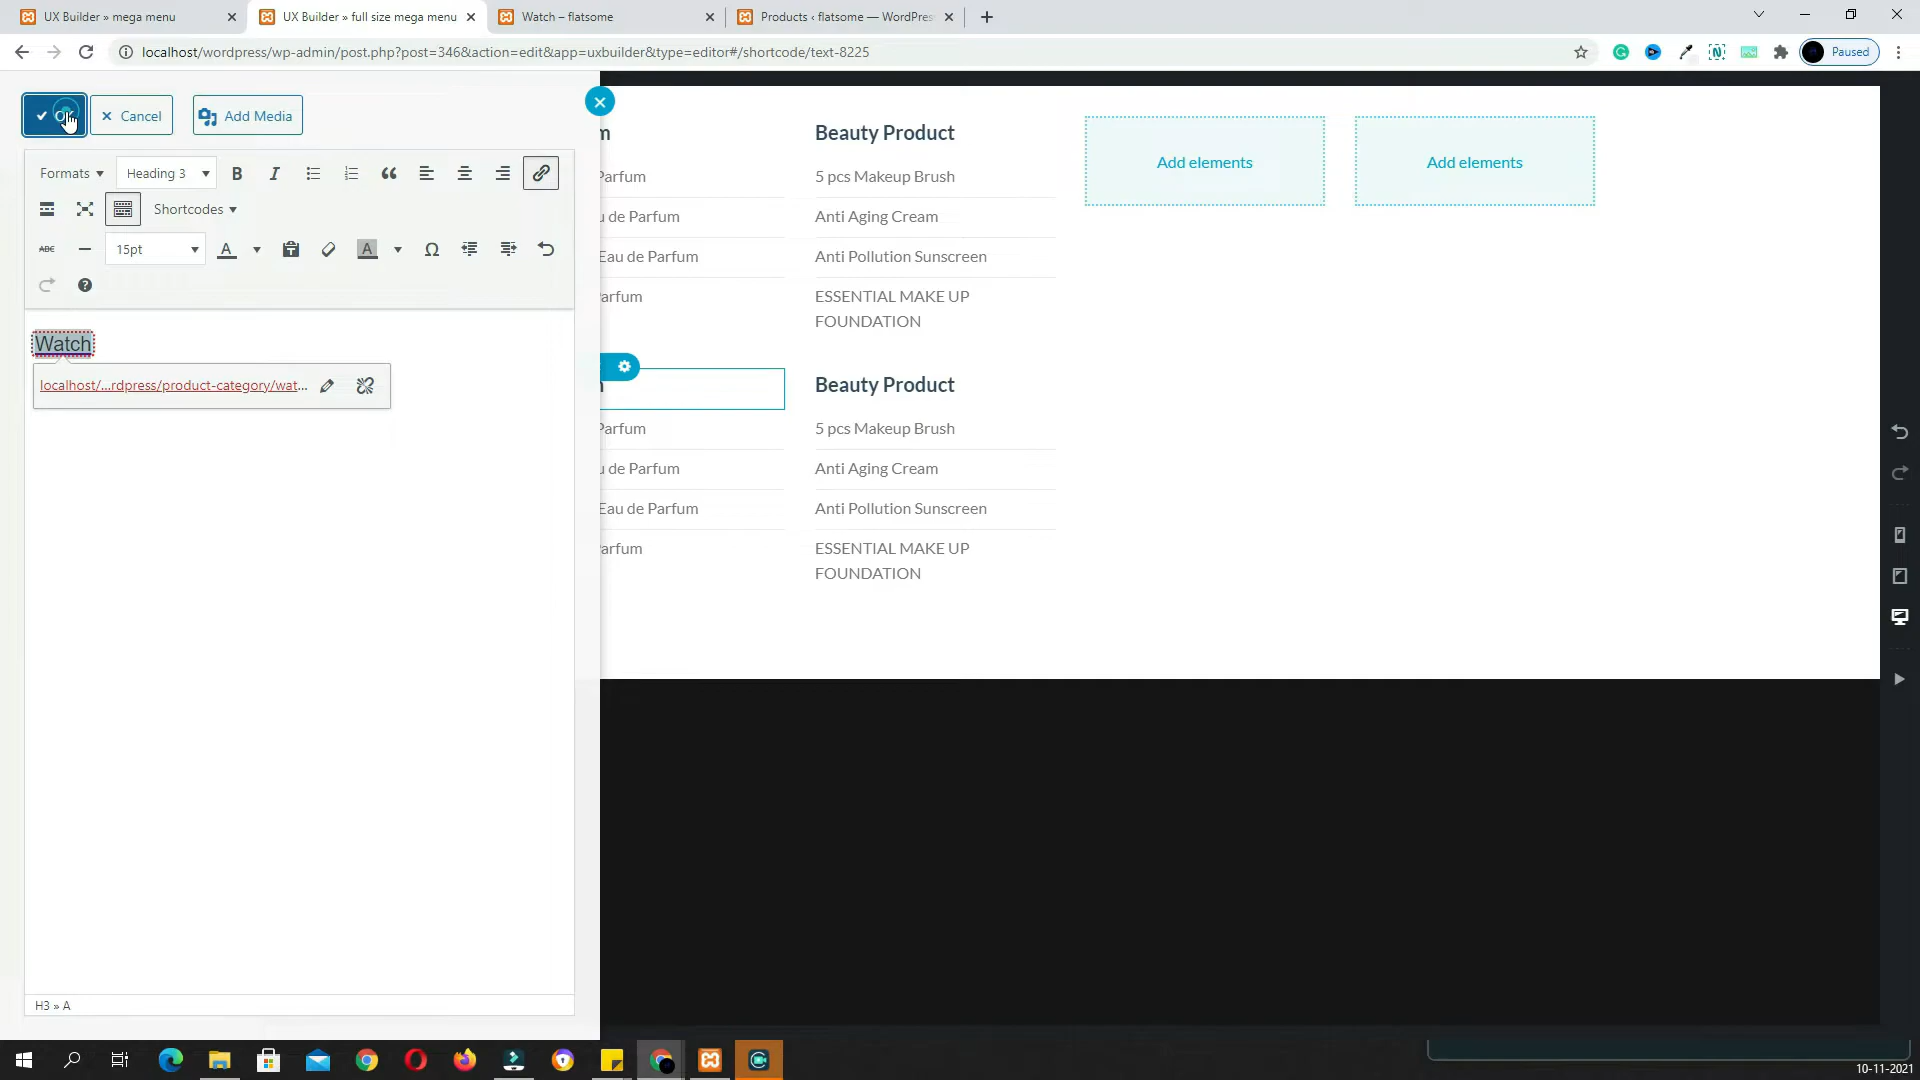 UX Builder » mega menu
UX Builder » full size mega menu
Watch – flatsome
Products ‹ flatsome — WordPres
localhost/wordpress/wp-admin/post.php?post=346&action=edit&app=uxbuilder&type=editor#/shortcode/text-8225
Paused
Cancel
Add Media
Formats
Heading 3
Shortcodes
ABC
15pt
Watch
localhost/...rdpress/product-category/wat...
H3 » A
m
Parfum
u de Parfum
Eau de Parfum
arfum
Beauty Product
5 pcs Makeup Brush
Anti Aging Cream
Anti Pollution Sunscreen
ESSENTIAL MAKE UP
FOUNDATION
Add elements
Add elements
Parfum
u de Parfum
Eau de Parfum
arfum
Beauty Product
5 pcs Makeup Brush
Anti Aging Cream
Anti Pollution Sunscreen
ESSENTIAL MAKE UP
FOUNDATION
10-11-2021